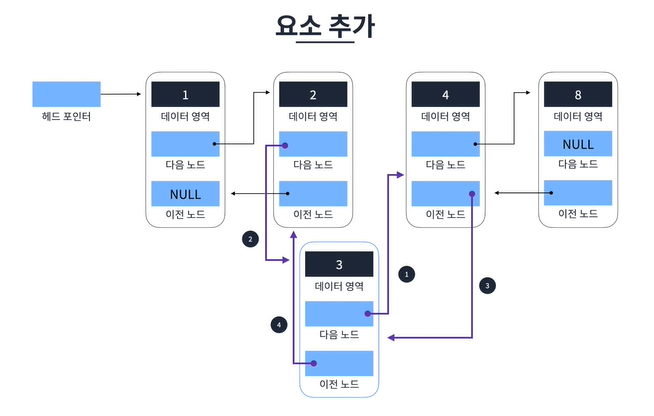 요소 추가
헤드 포인터
1
데이터 영역
다음 노드
NULL
이전 노드
2
데이터 영역
다음 노드
이전 노드
4
데이터 영역
다음 노드
이전 노드
8
데이터 영역
NULL
다음 노드
이전 노드
3
데이터 영역
다음 노드
이전 노드
2
4
1
3